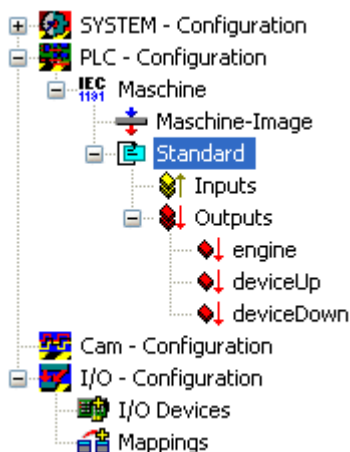 SYSTEM - Configuration
PLC - Configuration
IEC
1131
Maschine
Maschine-Image
Standard
Inputs
Outputs
engine
deviceUp
deviceDown
Cam - Configuration
I/O - Configuration
I/O Devices
Mappings